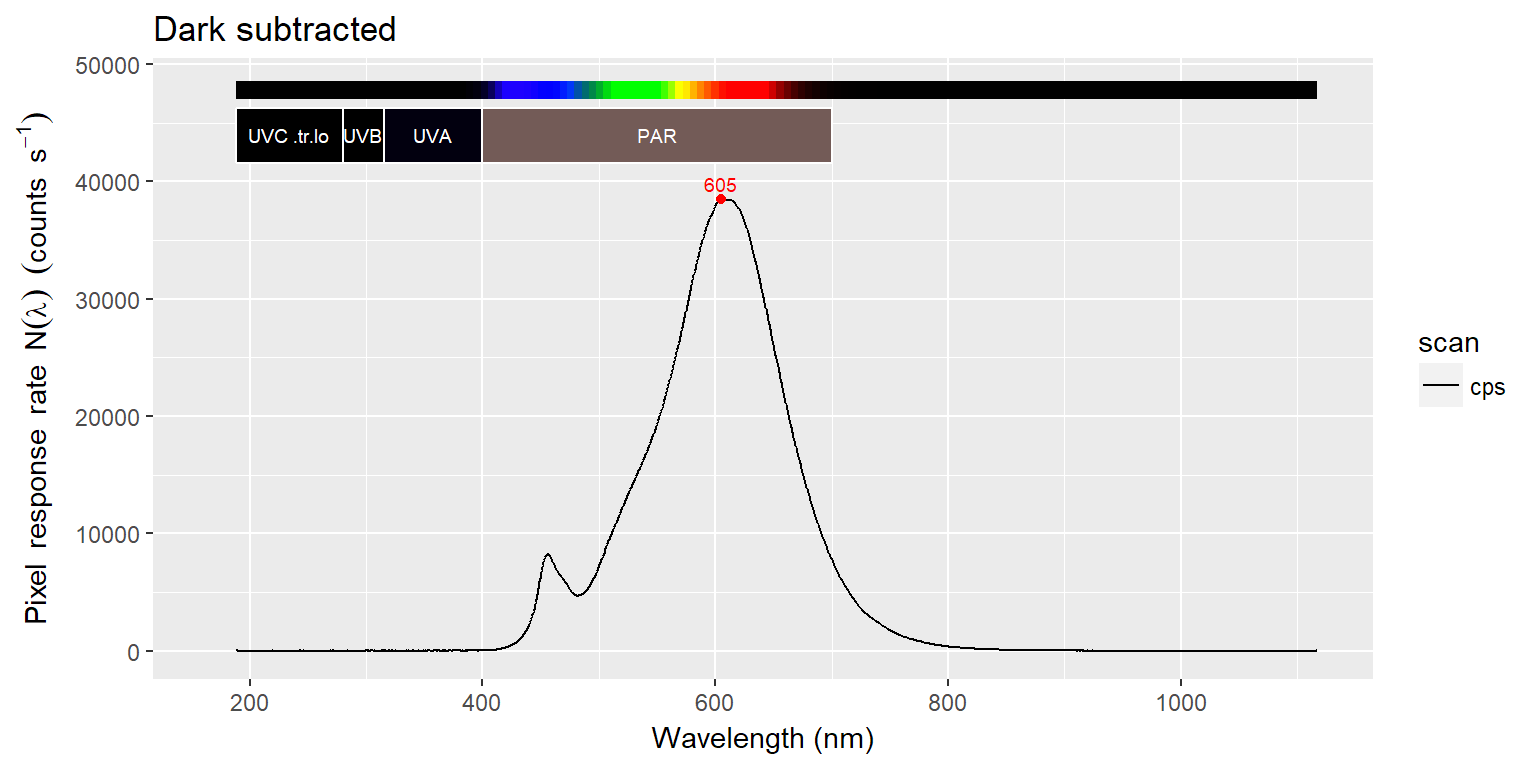 Dark subtracted
50000
40000
30000
20000
10000
0
Pixel response rate N(λ) (counts s⁻¹)
UVC .tr.lo UVB UVA PAR
605
200 400 600 800 1000
Wavelength (nm)
scan
cps